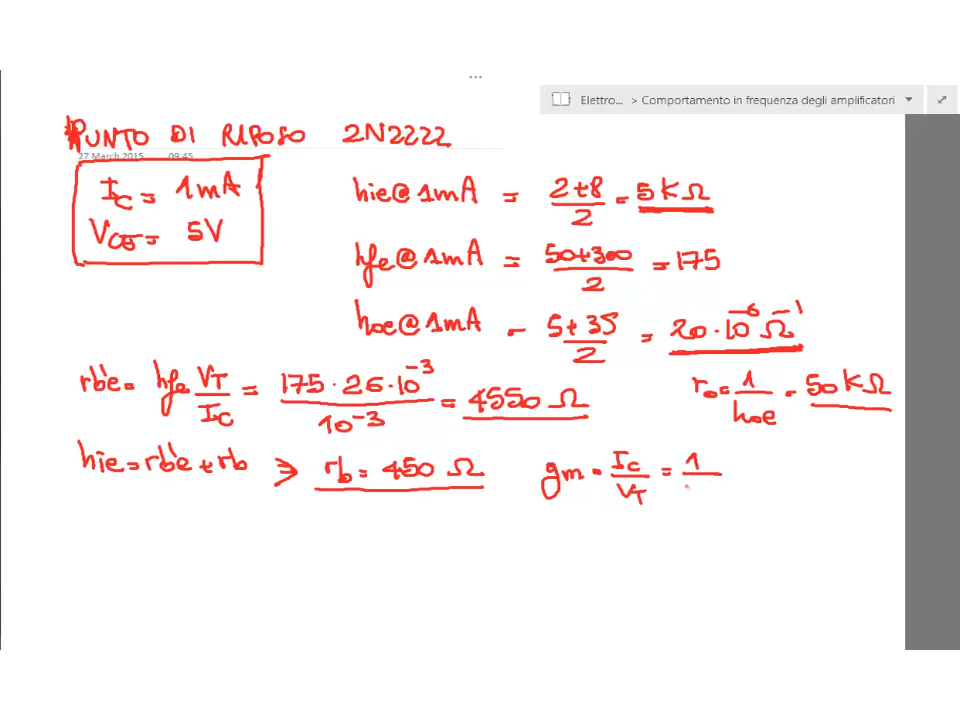 ...
Elettro... > Comportamento in frequenza degli amplificatori
PUNTO DI RIPOSO 2N2222
27 March 2015 09:45
Ic = 1mA
VCE = 5V
hie@1mA = (2+8)/2 = 5KΩ
hfe@1mA = (50+300)/2 = 175
hoe@1mA = (5+35)/2 = 20·10⁻⁶ Ω⁻¹
rb'e = hfe VT/Ic = (175·26·10⁻³)/10⁻³ = 4550 Ω
ro = 1/hoe = 50KΩ
hie = rb'e + rb ⇒ rb = 450 Ω
gm = Ic/VT = 1/